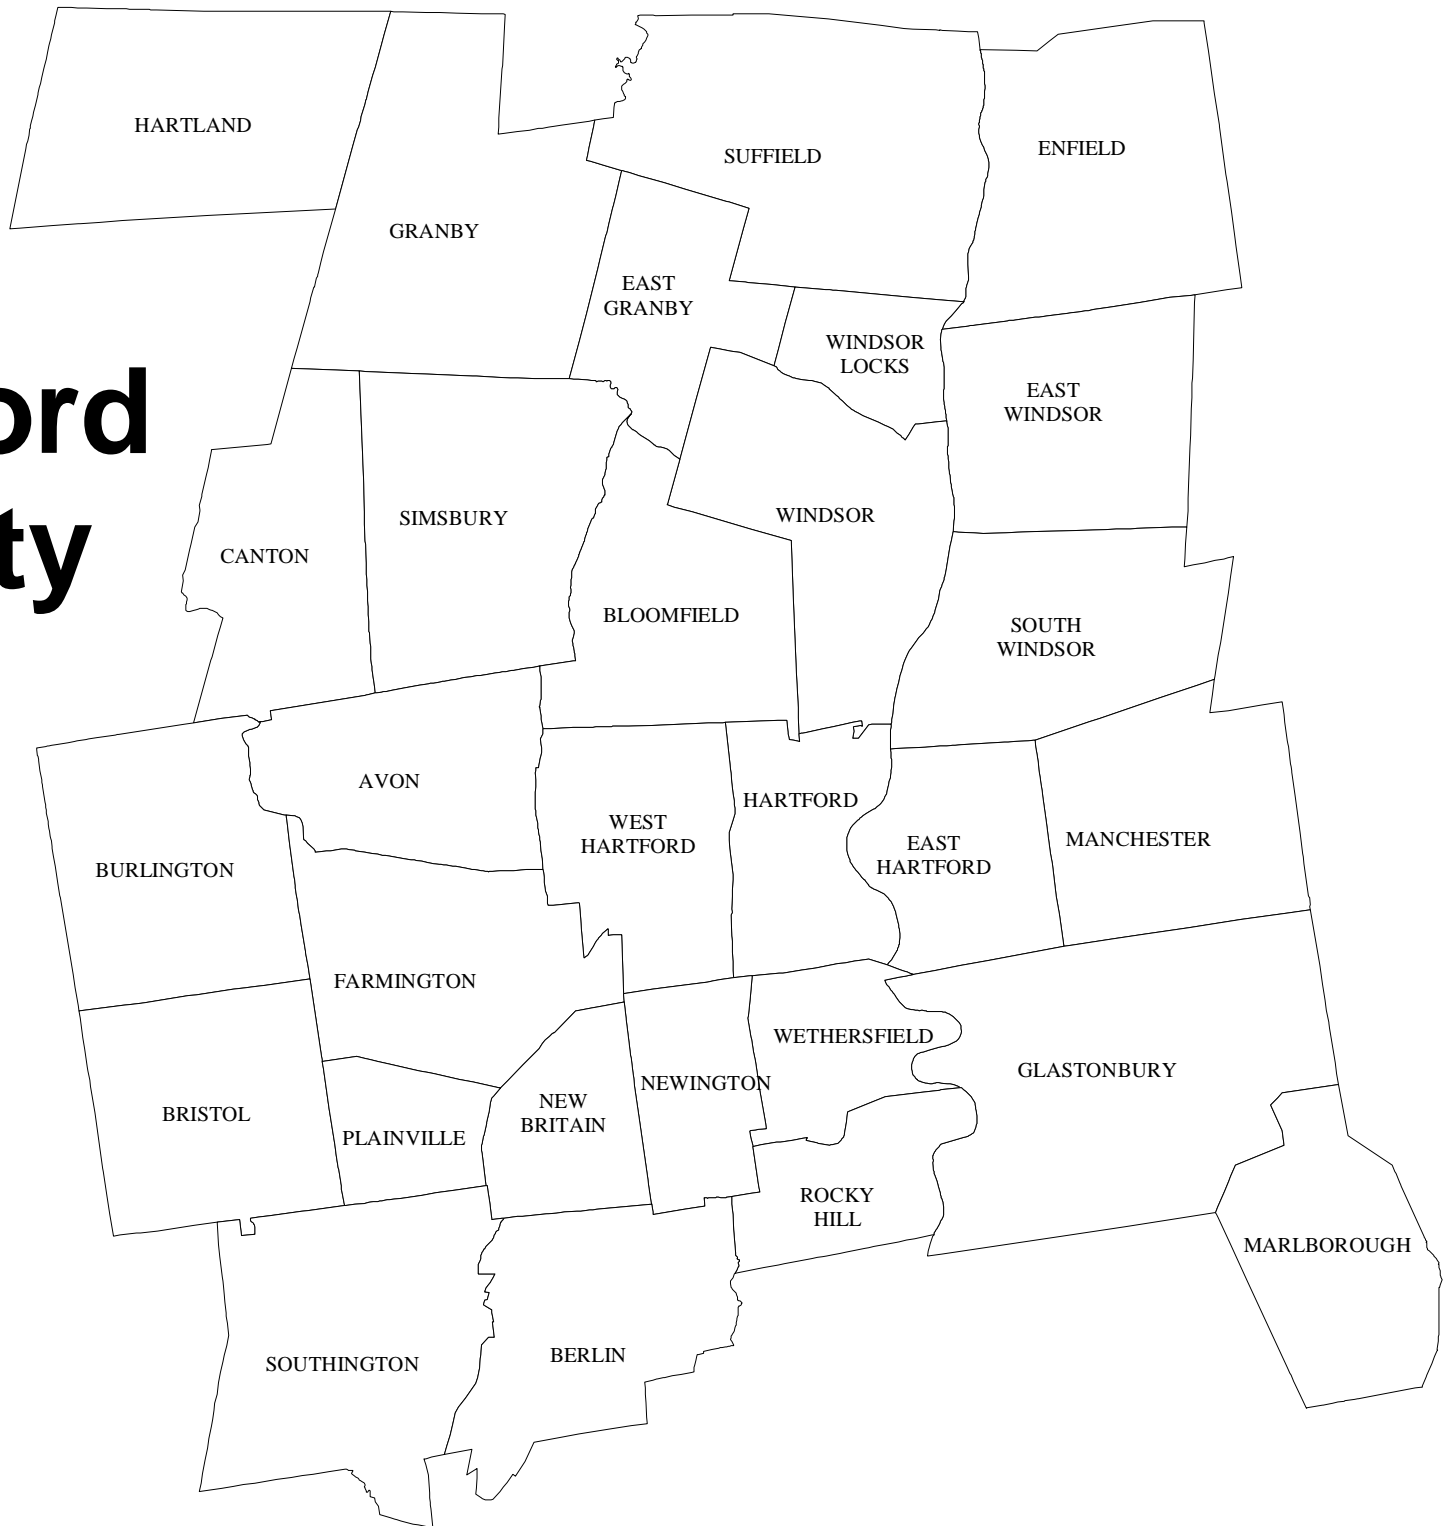 HARTLAND
SUFFIELD
ENFIELD
GRANBY
EAST
GRANBY
WINDSOR
LOCKS
EAST
WINDSOR
ord
ty
SIMSBURY
WINDSOR
CANTON
BLOOMFIELD
SOUTH
WINDSOR
AVON
HARTFORD
WEST
HARTFORD
EAST
HARTFORD
MANCHESTER
BURLINGTON
FARMINGTON
WETHERSFIELD
GLASTONBURY
NEWINGTON
NEW
BRITAIN
BRISTOL
PLAINVILLE
ROCKY
HILL
MARLBOROUGH
BERLIN
SOUTHINGTON